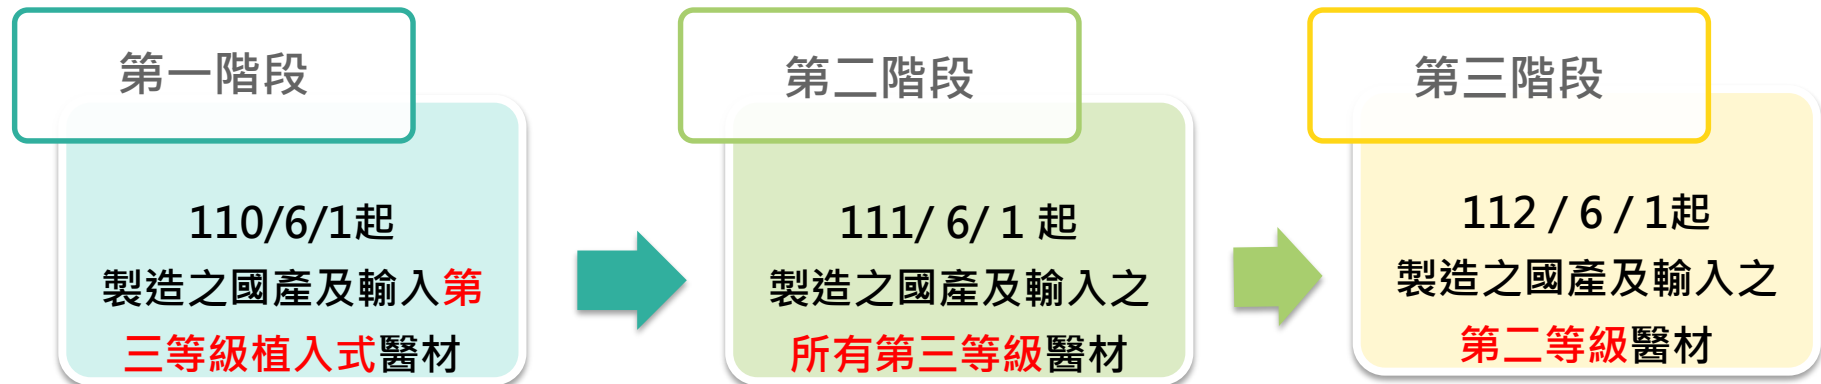 第一階段
110/6/1起
製造之國產及輸入第
三等級植入式醫材
第二階段
111/ 6/ 1 起
製造之國產及輸入之
所有第三等級醫材
第三階段
112 / 6 / 1起
製造之國產及輸入之
第二等級醫材